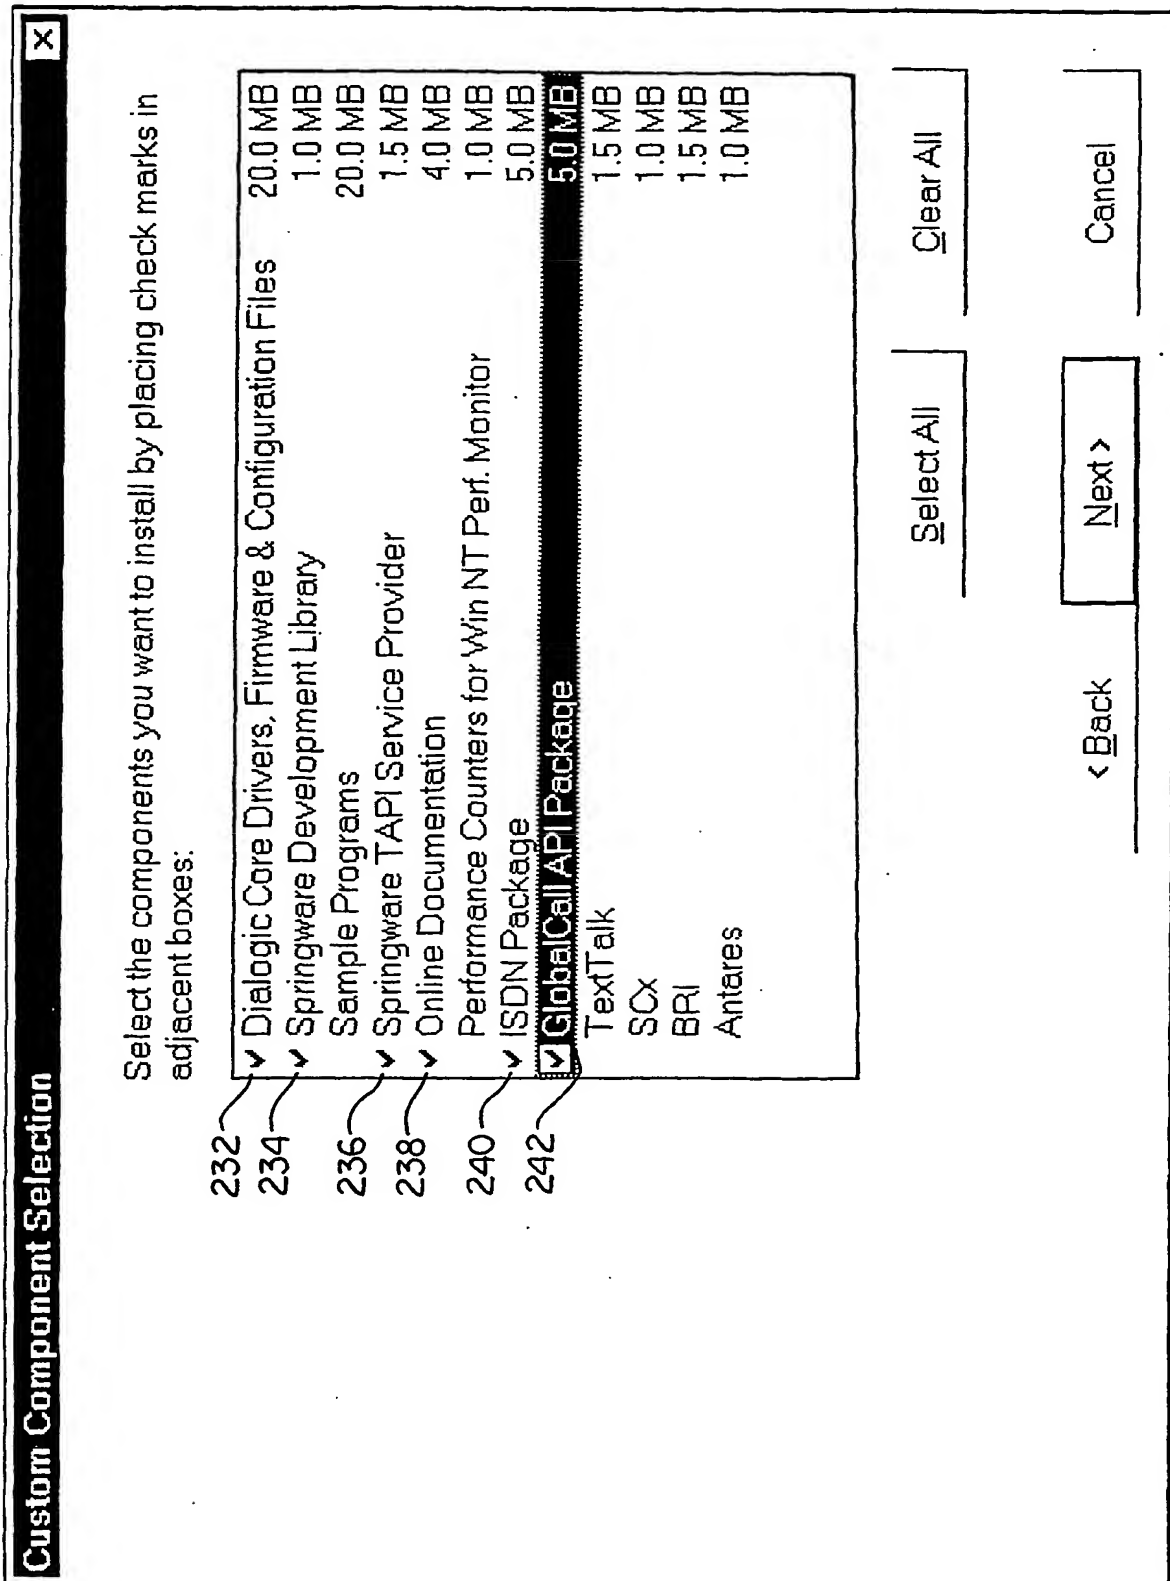 Custom Component Selection
X
Select the components you want to install by placing check marks in
adjacent boxes:
232 ✓ Dialogic Core Drivers, Firmware & Configuration Files 20.0 MB
234 ✓ Springware Development Library 1.0 MB
Sample Programs 20.0 MB
236 ✓ Springware TAPI Service Provider 1.5 MB
238 ✓ Online Documentation 4.0 MB
Performance Counters for Win NT Perf. Monitor 1.0 MB
240 ✓ ISDN Package 5.0 MB
242 ✓ GlobalCall API Package 5.0 MB
TextTalk 1.5 MB
SCx 1.0 MB
BRI 1.5 MB
Antares 1.0 MB
Select All
Clear All
< Back
Next >
Cancel